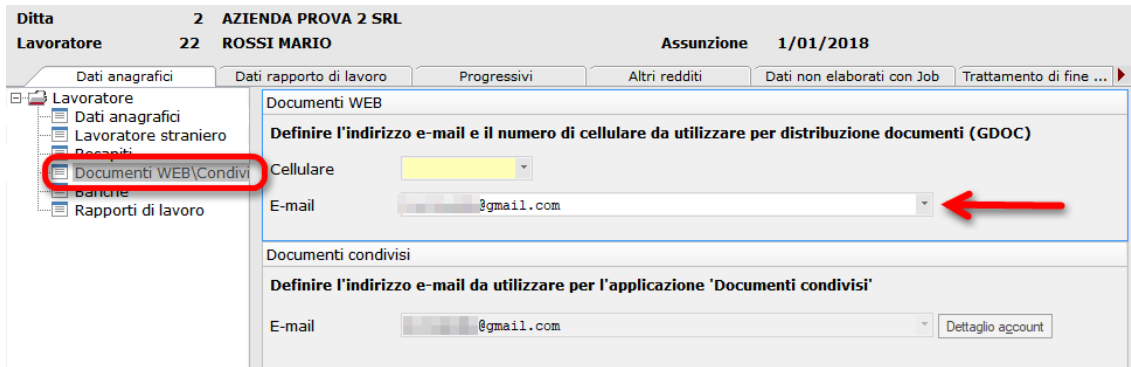 Ditta 2 AZIENDA PROVA 2 SRL
Lavoratore 22 ROSSI MARIO Assunzione 1/01/2018
Dati anagrafici Dati rapporto di lavoro Progressivi Altri redditi Dati non elaborati con Job Trattamento di fine ...
Lavoratore
Dati anagrafici
Lavoratore straniero
Recapiti
Documenti WEB\Condivi
Banche
Rapporti di lavoro
Documenti WEB
Definire l'indirizzo e-mail e il numero di cellulare da utilizzare per distribuzione documenti (GDOC)
Cellulare
E-mail @gmail.com
Documenti condivisi
Definire l'indirizzo e-mail da utilizzare per l'applicazione 'Documenti condivisi'
E-mail @gmail.com Dettaglio account